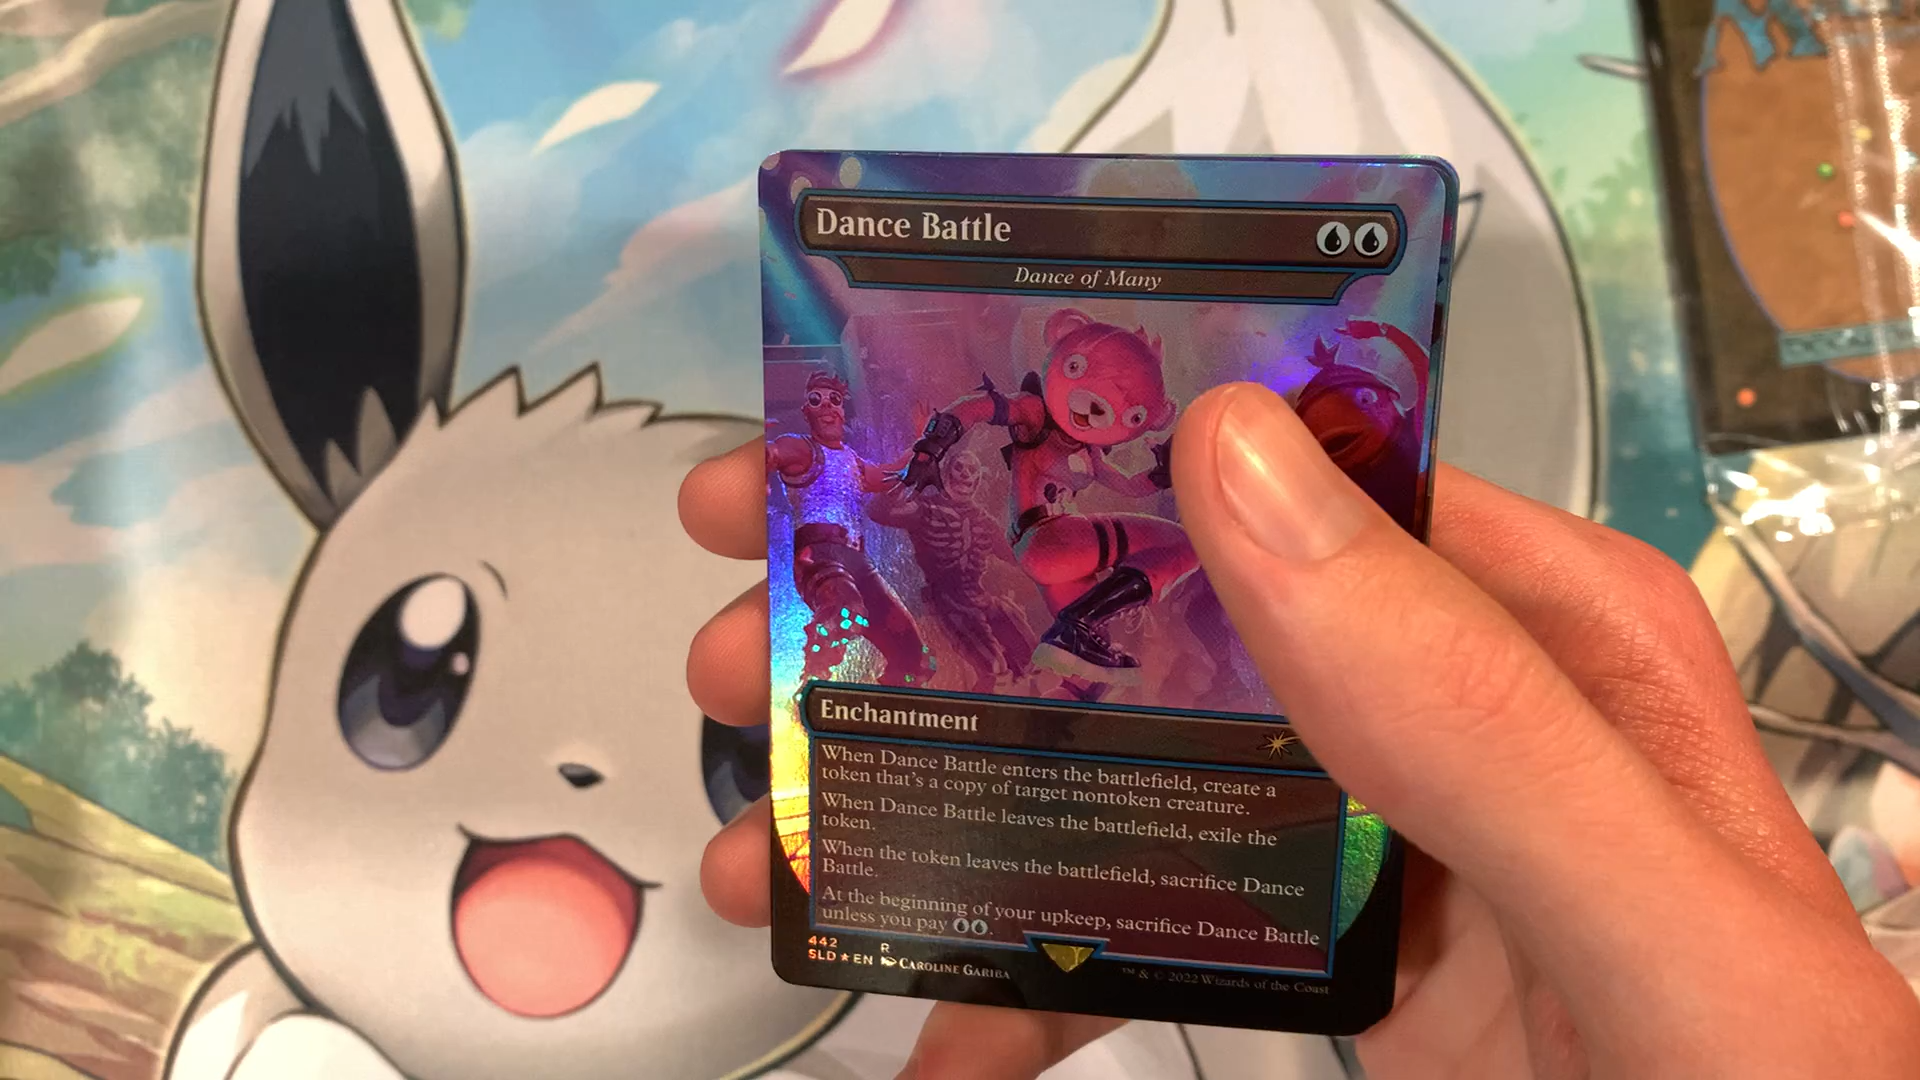 Dance Battle
Dance of Many
Enchantment
When Dance Battle enters the battlefield, create a
token that's a copy of target nontoken creature.
When Dance Battle leaves the battlefield, exile the
token.
When the token leaves the battlefield, sacrifice Dance
Battle.
At the beginning of your upkeep, sacrifice Dance Battle
unless you pay
442 R
SLD ★ EN CAROLINE GARIBA
™ & © 2022 Wizards of the Coast